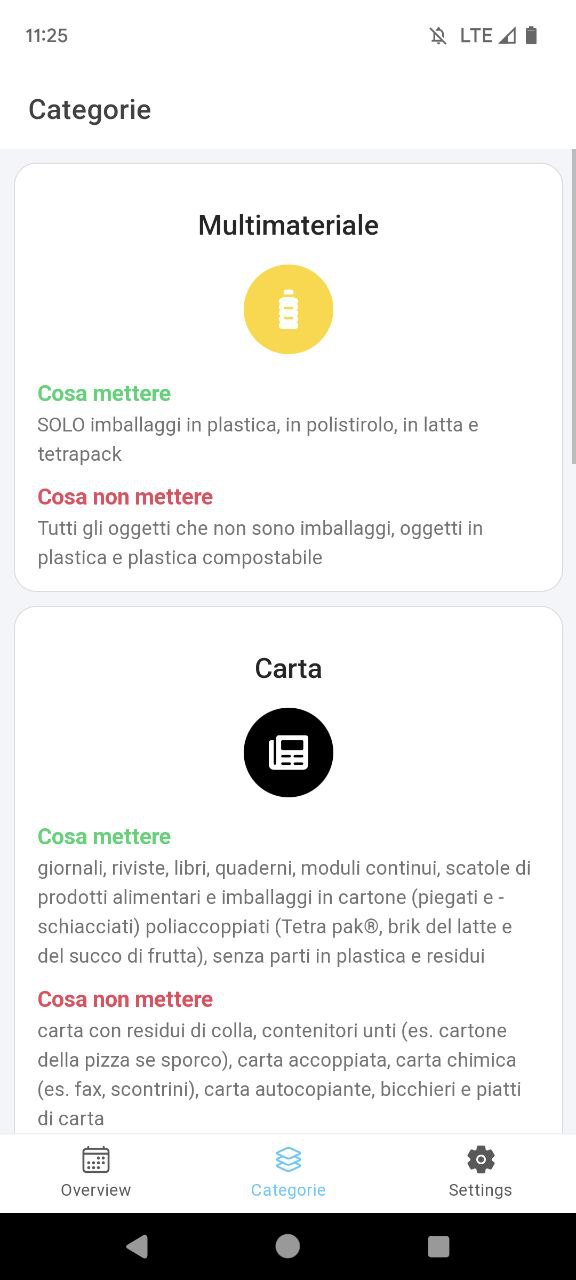 11:25
LTE
Categorie
Multimateriale
Cosa mettere
SOLO imballaggi in plastica, in polistirolo, in latta e
tetrapack
Cosa non mettere
Tutti gli oggetti che non sono imballaggi, oggetti in
plastica e plastica compostabile
Carta
Cosa mettere
giornali, riviste, libri, quaderni, moduli continui, scatole di
prodotti alimentari e imballaggi in cartone (piegati e -
schiacciati) poliaccoppiati (Tetra pak®, brik del latte e
del succo di frutta), senza parti in plastica e residui
Cosa non mettere
carta con residui di colla, contenitori unti (es. cartone
della pizza se sporco), carta accoppiata, carta chimica
(es. fax, scontrini), carta autocopiante, bicchieri e piatti
di carta
Overview
Categorie
Settings